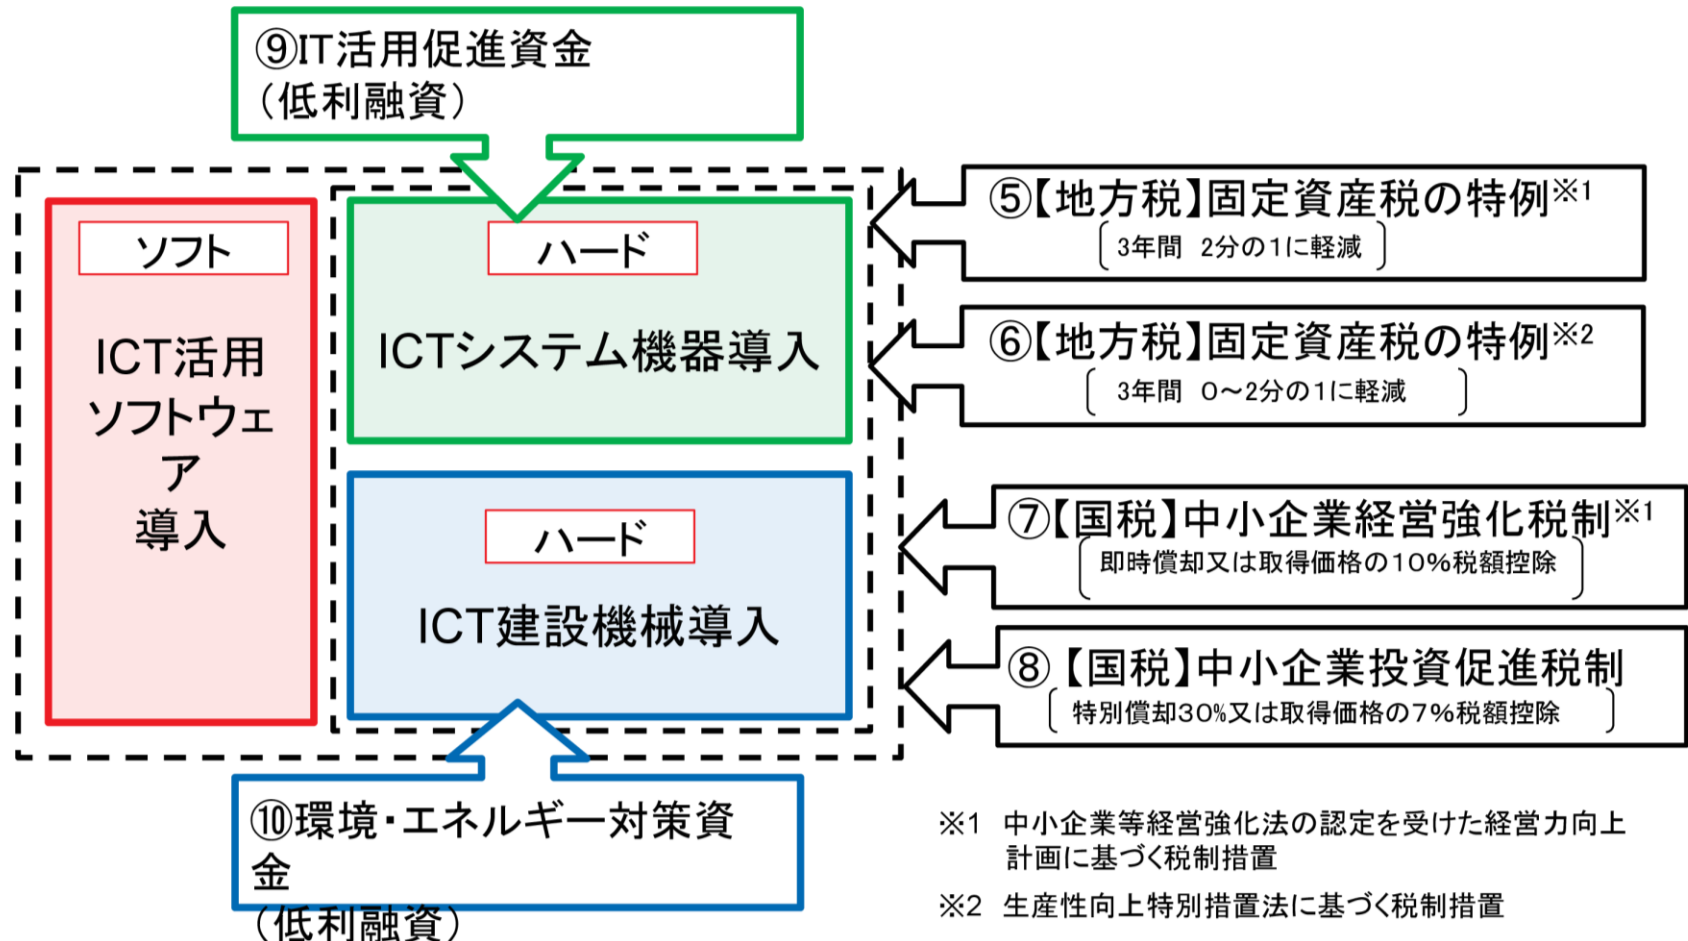 ⑨IT活用促進資金
（低利融資）
ソフト
ICT活用
ソフトウェ
ア
導入
ハード
ICTシステム機器導入
ハード
ICT建設機械導入
⑤【地方税】固定資産税の特例※1
3年間 2分の1に軽減
⑥【地方税】固定資産税の特例※2
3年間 0～2分の1に軽減
⑦【国税】中小企業経営強化税制※1
即時償却又は取得価格の10%税額控除
⑧【国税】中小企業投資促進税制
特別償却30%又は取得価格の7%税額控除
⑩環境・エネルギー対策資
金
（低利融資）
※1 中小企業等経営強化法の認定を受けた経営力向上
計画に基づく税制措置
※2 生産性向上特別措置法に基づく税制措置